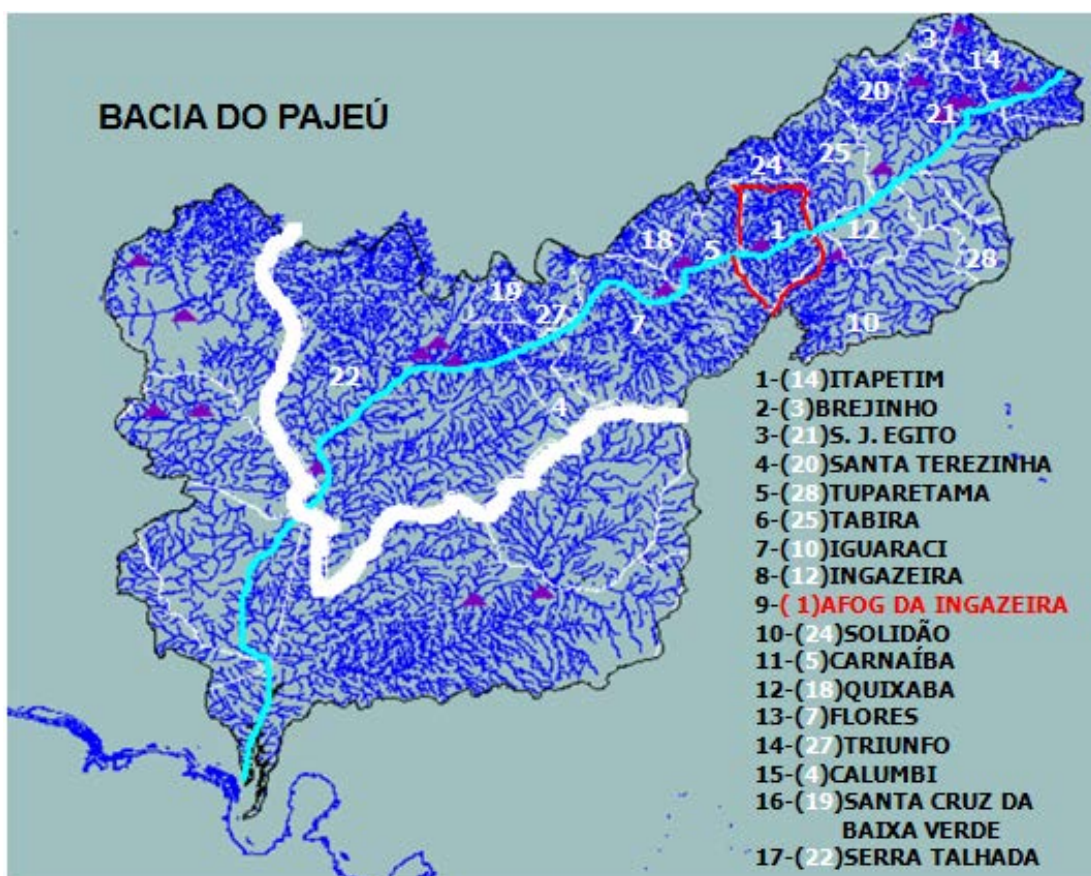 BACIA DO PAJEÚ
3
14
20
21
25
24
1
12
18
5
28
19
27
7
10
22
4
1-(14)ITAPETIM
2-(3)BREJINHO
3-(21)S. J. EGITO
4-(20)SANTA TEREZINHA
5-(28)TUPARETAMA
6-(25)TABIRA
7-(10)IGUARACI
8-(12)INGAZEIRA
9-( 1)AFOG DA INGAZEIRA
10-(24)SOLIDÃO
11-(5)CARNAÍBA
12-(18)QUIXABA
13-(7)FLORES
14-(27)TRIUNFO
15-(4)CALUMBI
16-(19)SANTA CRUZ DA
BAIXA VERDE
17-(22)SERRA TALHADA